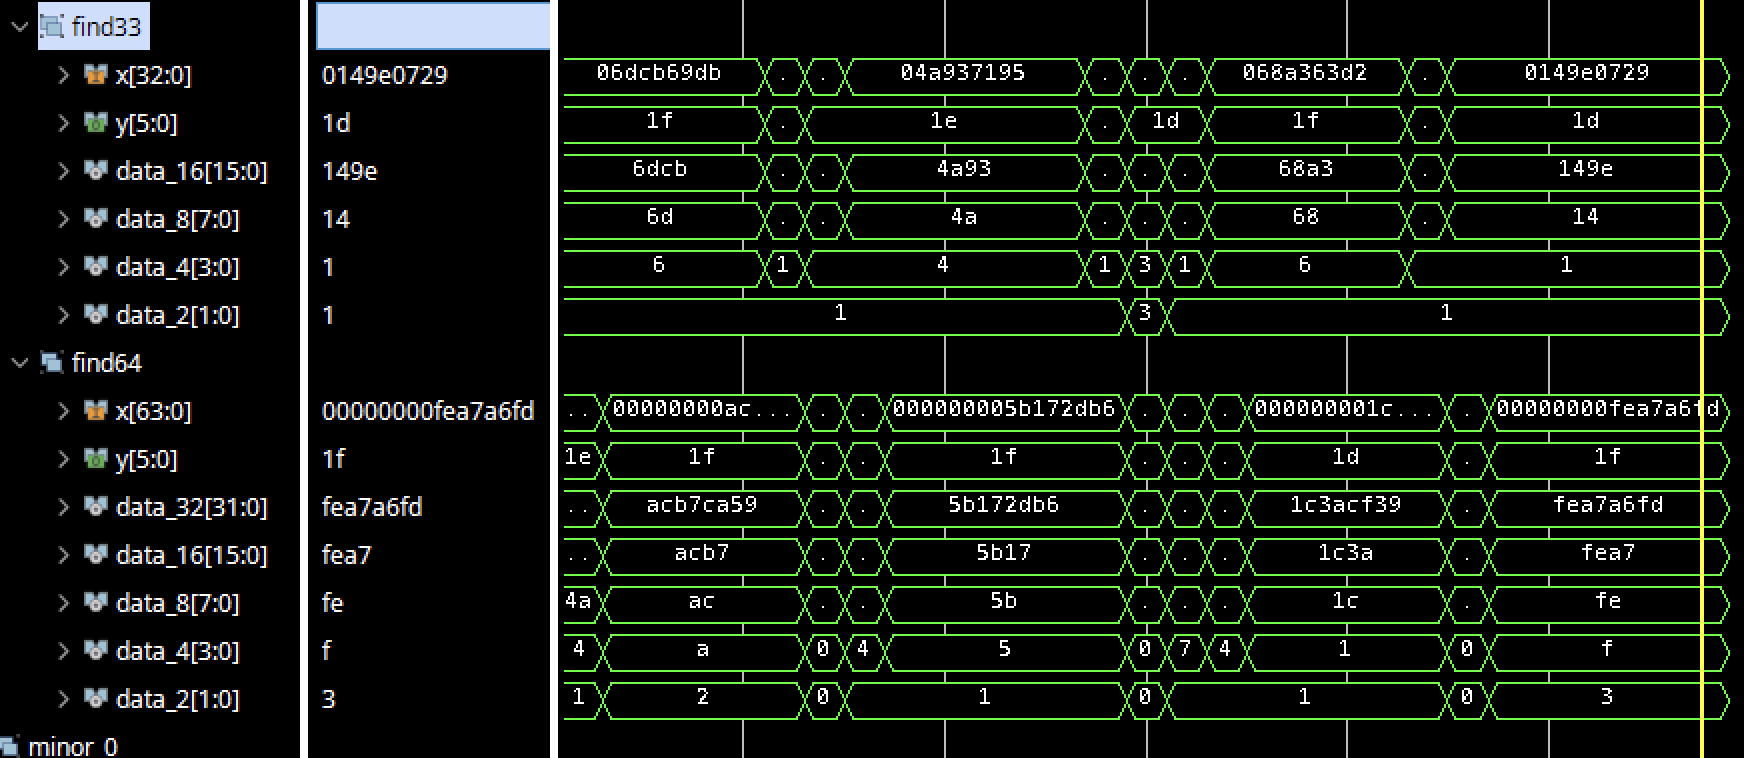 find33
x[32:0] 0149e0729 06dcb69db . . 04a937195 . . . 068a363d2 . 0149e0729
y[5:0] 1d 1f . 1e . 1d 1f . 1d
data_16[15:0] 149e 6dcb . . 4a93 . . . 68a3 . 149e
data_8[7:0] 14 6d . . 4a . . . 68 . 14
data_4[3:0] 1 6 1 4 1 3 1 6 1
data_2[1:0] 1 1 3 1
find64
x[63:0] 00000000fea7a6fd .. 00000000ac... . . 000000005b172db6 . . . 000000001c... . 00000000fea7a6fd
y[5:0] 1f 1e 1f . . 1f . . . 1d . 1f
data_32[31:0] fea7a6fd .. acb7ca59 . . 5b172db6 . . . 1c3acf39 . fea7a6fd
data_16[15:0] fea7 .. acb7 . . 5b17 . . . 1c3a . fea7
data_8[7:0] fe 4a ac . . 5b . . . 1c . fe
data_4[3:0] f 4 a 0 4 5 0 7 4 1 0 f
data_2[1:0] 3 1 2 0 1 0 1 0 3
minor_0